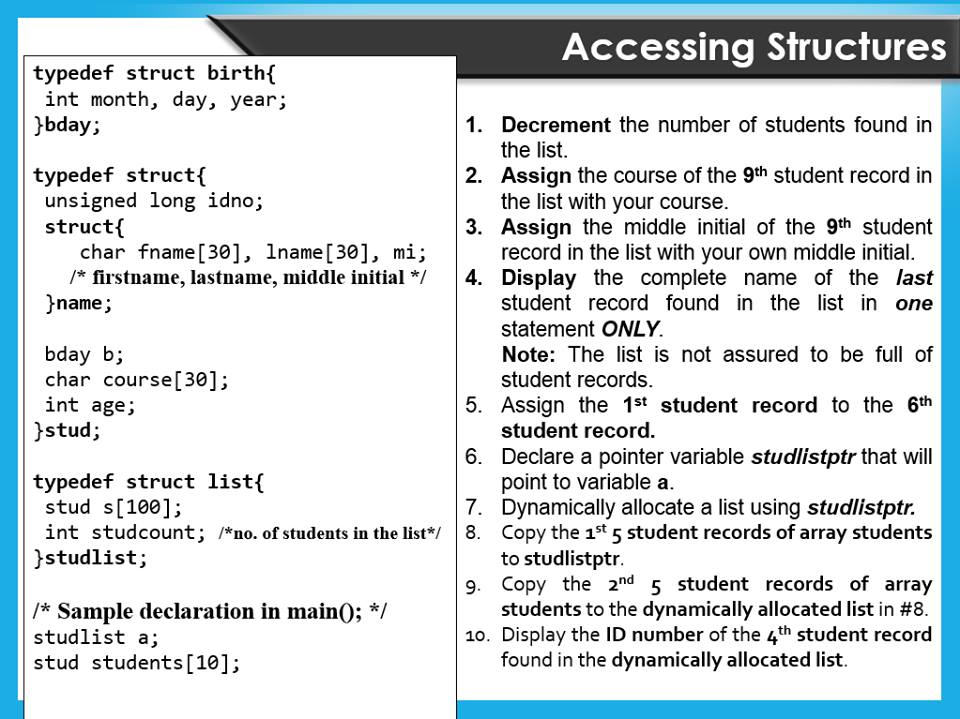 Accessing Structures
typedef struct birth{
int month, day, year;
}bday;
typedef struct{
unsigned long idno;
struct{
char fname[30], lname[30], mi;
/* firstname, lastname, middle initial */
}name;
bday b;
char course[30];
int age;
}stud;
typedef struct list{
stud s[100];
int studcount; /*no. of students in the list*/
}studlist;
/* Sample declaration in main(); */
studlist a;
stud students[10];
1. Decrement the number of students found in
the list.
2. Assign the course of the 9th student record in
the list with your course.
3. Assign the middle initial of the 9th student
record in the list with your own middle initial.
4. Display the complete name of the last
student record found in the list in one
statement ONLY.
Note: The list is not assured to be full of
student records.
5. Assign the 1st student record to the 6th
student record.
6. Declare a pointer variable studlistptr that will
point to variable a.
7. Dynamically allocate a list using studlistptr.
8. Copy the 1st 5 student records of array students
to studlistptr.
9. Copy the 2nd 5 student records of array
students to the dynamically allocated list in #8.
10. Display the ID number of the 4th student record
found in the dynamically allocated list.